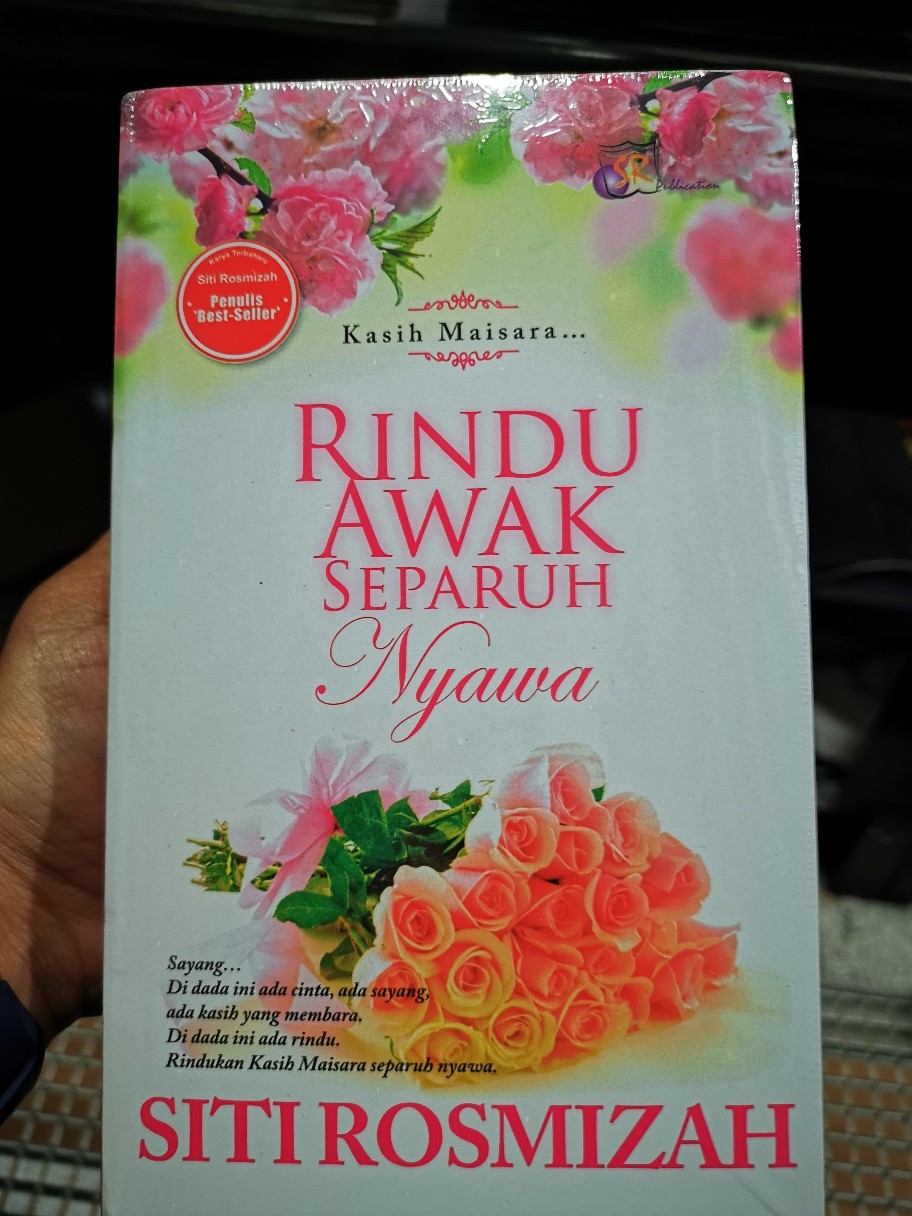 SR
Publication
Karya Terbaharu
Siti Rosmizah
Penulis
'Best-Seller'
Kasih Maisara...
RINDU
AWAK
SEPARUH
Nyawa
Sayang...
Di dada ini ada cinta, ada sayang,
ada kasih yang membara.
Di dada ini ada rindu.
Rindukan Kasih Maisara separuh nyawa.
SITI ROSMIZAH